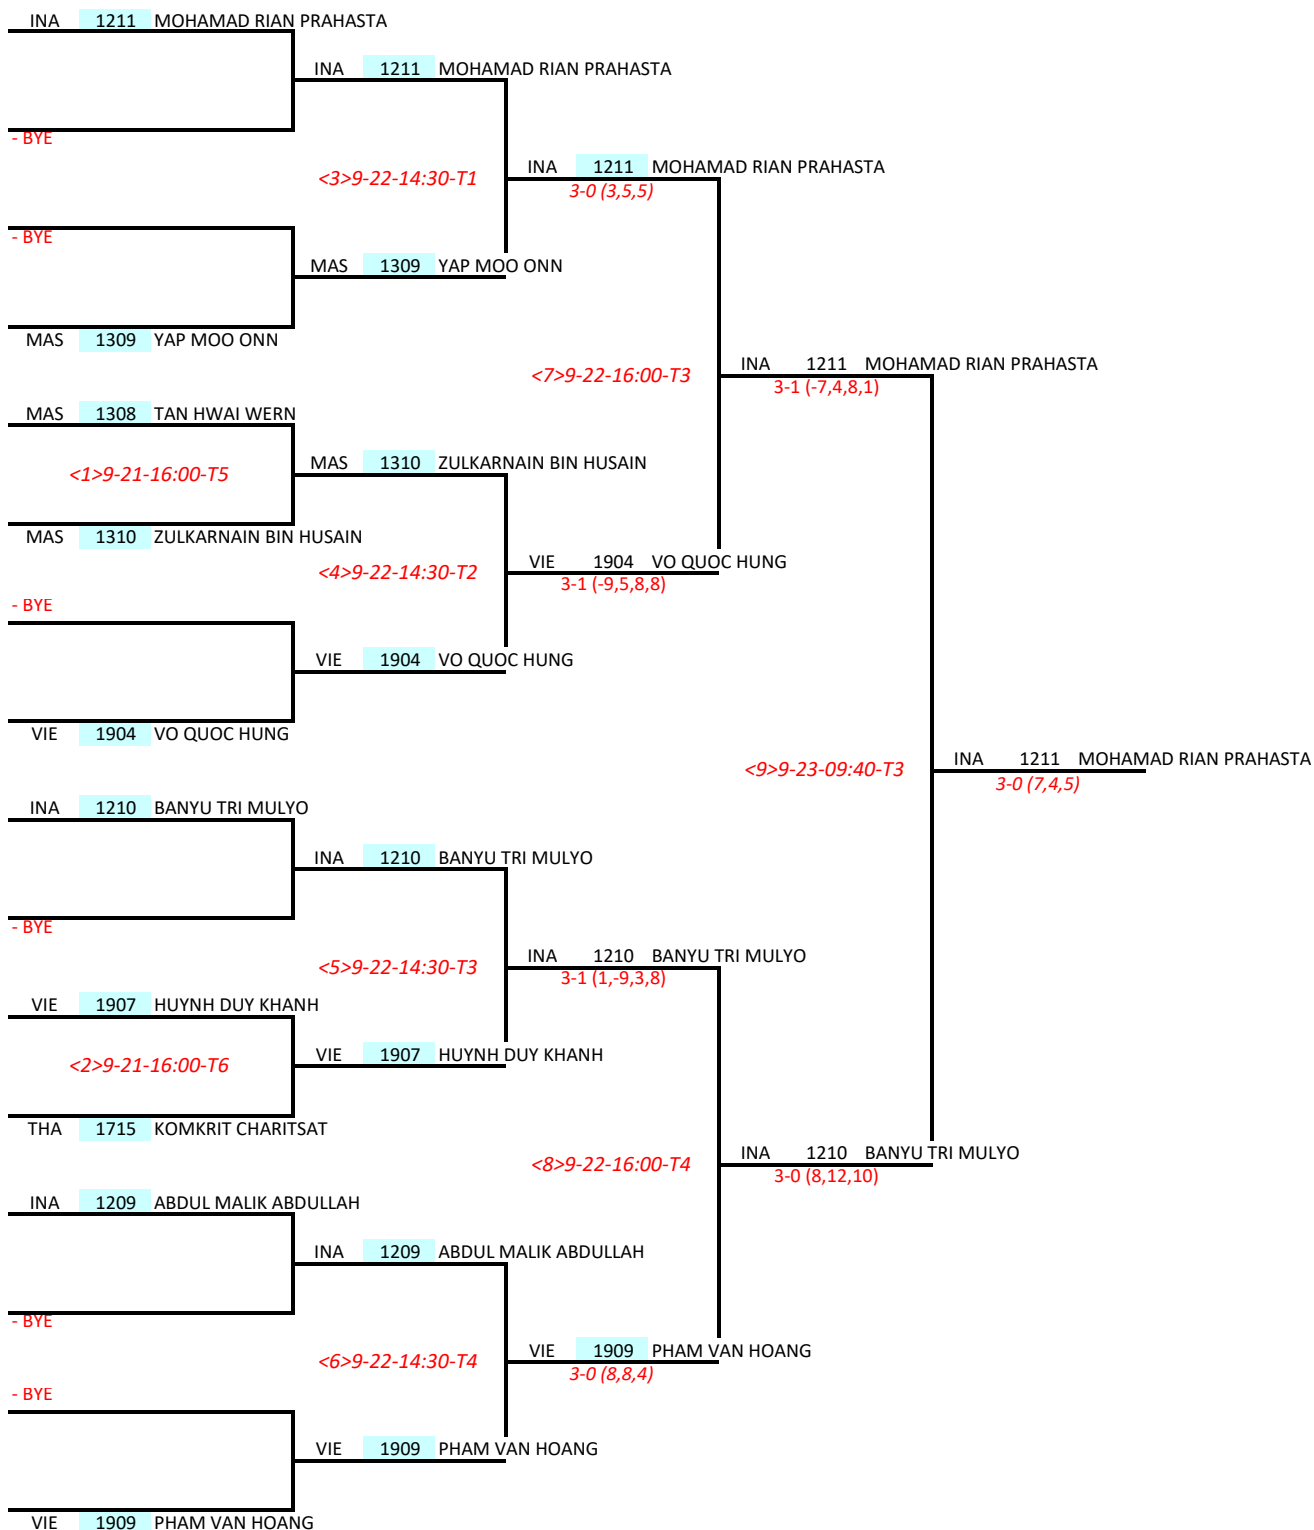 INA 1211 MOHAMAD RIAN PRAHASTA
INA 1211 MOHAMAD RIAN PRAHASTA
- BYE
<3>9-22-14:30-T1
INA 1211 MOHAMAD RIAN PRAHASTA
3-0 (3,5,5)
- BYE
MAS 1309 YAP MOO ONN
MAS 1309 YAP MOO ONN
<7>9-22-16:00-T3
INA 1211 MOHAMAD RIAN PRAHASTA
3-1 (-7,4,8,1)
MAS 1308 TAN HWAI WERN
<1>9-21-16:00-T5
MAS 1310 ZULKARNAIN BIN HUSAIN
MAS 1310 ZULKARNAIN BIN HUSAIN
<4>9-22-14:30-T2
VIE 1904 VO QUOC HUNG
3-1 (-9,5,8,8)
- BYE
VIE 1904 VO QUOC HUNG
VIE 1904 VO QUOC HUNG
<9>9-23-09:40-T3
INA 1211 MOHAMAD RIAN PRAHASTA
3-0 (7,4,5)
INA 1210 BANYU TRI MULYO
INA 1210 BANYU TRI MULYO
- BYE
<5>9-22-14:30-T3
INA 1210 BANYU TRI MULYO
3-1 (1,-9,3,8)
VIE 1907 HUYNH DUY KHANH
<2>9-21-16:00-T6
VIE 1907 HUYNH DUY KHANH
THA 1715 KOMKRIT CHARITSAT
<8>9-22-16:00-T4
INA 1210 BANYU TRI MULYO
3-0 (8,12,10)
INA 1209 ABDUL MALIK ABDULLAH
INA 1209 ABDUL MALIK ABDULLAH
- BYE
<6>9-22-14:30-T4
VIE 1909 PHAM VAN HOANG
3-0 (8,8,4)
- BYE
VIE 1909 PHAM VAN HOANG
VIE 1909 PHAM VAN HOANG